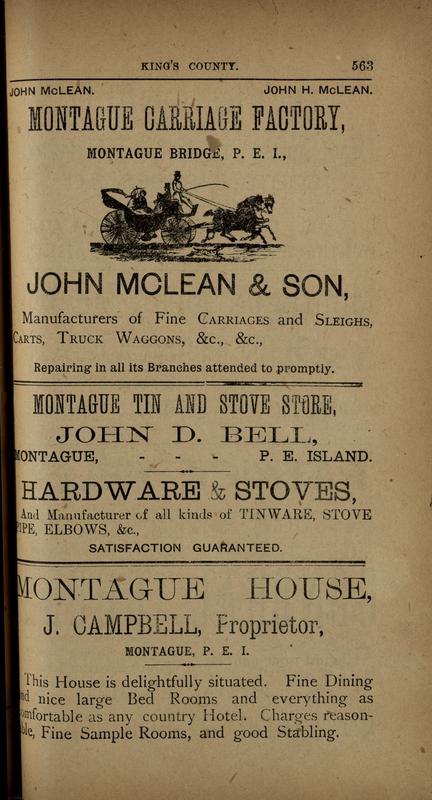 KING'S COUNTY. 563
JOHN McLEAN. JOHN H. McLEAN.
MONTAGUE CARRIAGE FACTORY,
MONTAGUE BRIDGE, P. E. I.,
JOHN MCLEAN & SON,
Manufacturers of Fine CARRIAGES and SLEIGHS,
CARTS, TRUCK WAGGONS, &c., &c.,
Repairing in all its Branches attended to promptly.
MONTAGUE TIN AND STOVE STORE,
JOHN D. BELL,
MONTAGUE, - - - P. E. ISLAND.
HARDWARE & STOVES,
And Manufacturer of all kinds of TINWARE, STOVE
PIPE, ELBOWS, &c.,
SATISFACTION GUARANTEED.
MONTAGUE HOUSE,
J. CAMPBELL, Proprietor,
MONTAGUE, P. E. I.
This House is delightfully situated. Fine Dining
and nice large Bed Rooms and everything as
comfortable as any country Hotel. Charges reason-
able, Fine Sample Rooms, and good Stabling.